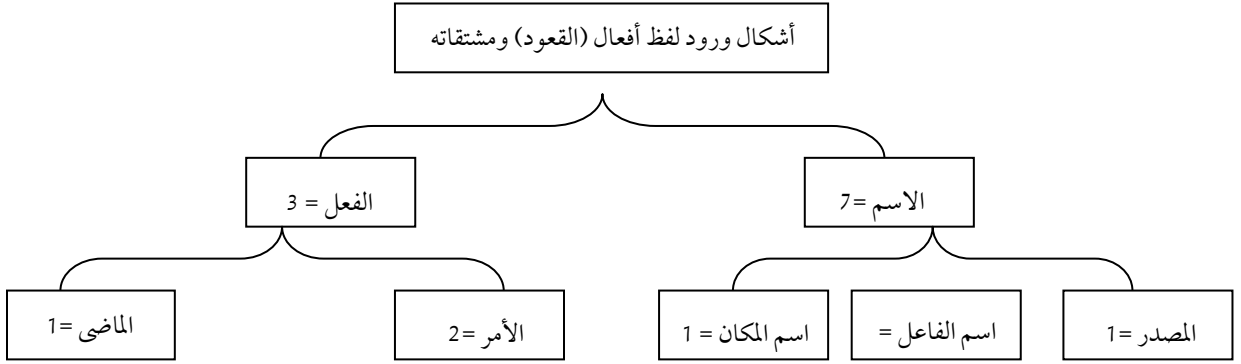 أشكال ورود لفظ أفعال (القعود) ومشتقاته
الاسم =7
الفعل = 3
المصدر =1
اسم الفاعل =
اسم المكان = 1
الأمر =2
الماضى =1